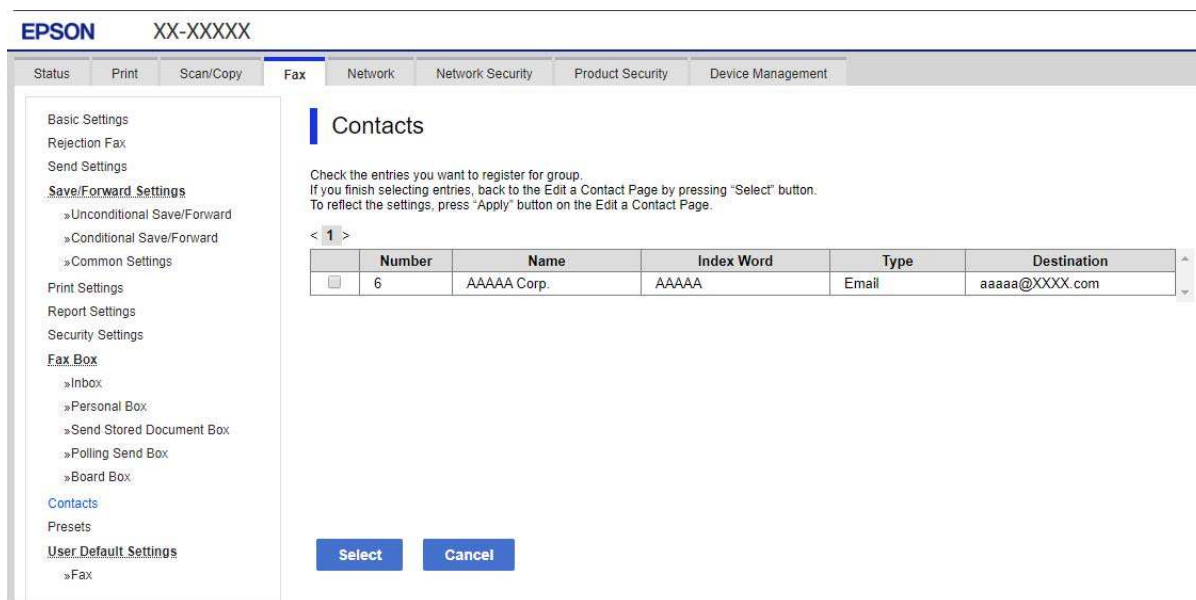 EPSON XX-XXXXX
Status Print Scan/Copy Fax Network Network Security Product Security Device Management
Basic Settings
Rejection Fax
Send Settings
Save/Forward Settings
»Unconditional Save/Forward
»Conditional Save/Forward
»Common Settings
Print Settings
Report Settings
Security Settings
Fax Box
»Inbox
»Personal Box
»Send Stored Document Box
»Polling Send Box
»Board Box
Contacts
Presets
User Default Settings
»Fax
Contacts
Check the entries you want to register for group.
If you finish selecting entries, back to the Edit a Contact Page by pressing “Select” button.
To reflect the settings, press “Apply” button on the Edit a Contact Page.
< 1 >
Number Name Index Word Type Destination
6 AAAAA Corp. AAAAA Email aaaaa@XXXX.com
Select Cancel